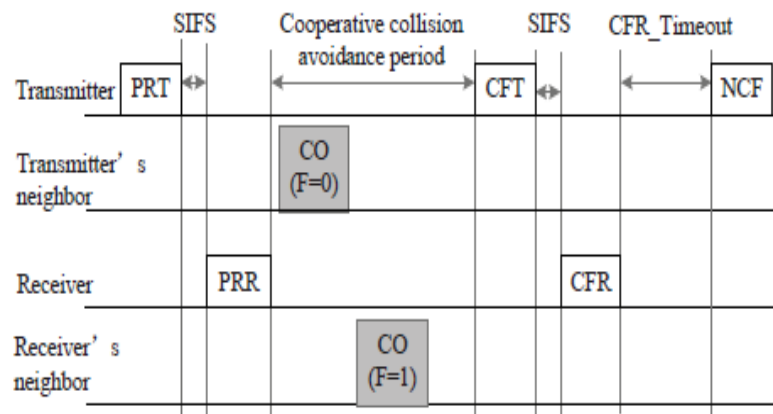 SIFS
Cooperative collision
avoidance period
SIFS
CFR_Timeout
Transmitter
PRT
CFT
NCF
Transmitter’ s
neighbor
CO
(F=0)
Receiver
PRR
CFR
Receiver’ s
neighbor
CO
(F=1)